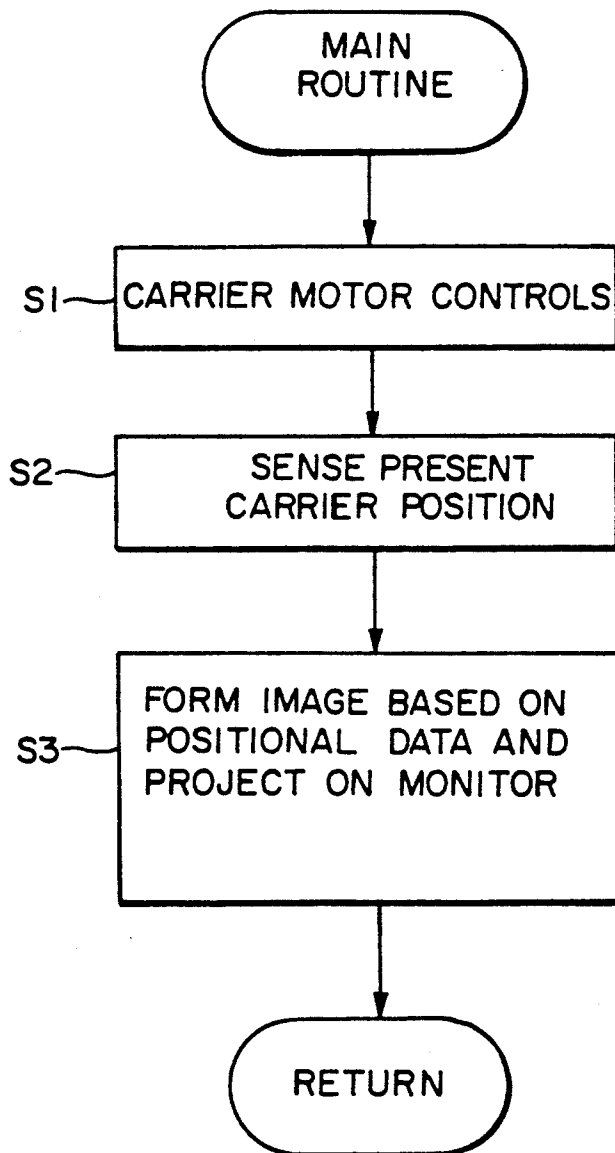 MAIN
ROUTINE
S1
CARRIER MOTOR CONTROLS
S2
SENSE PRESENT
CARRIER POSITION
S3
FORM IMAGE BASED ON
POSITIONAL DATA AND
PROJECT ON MONITOR
RETURN